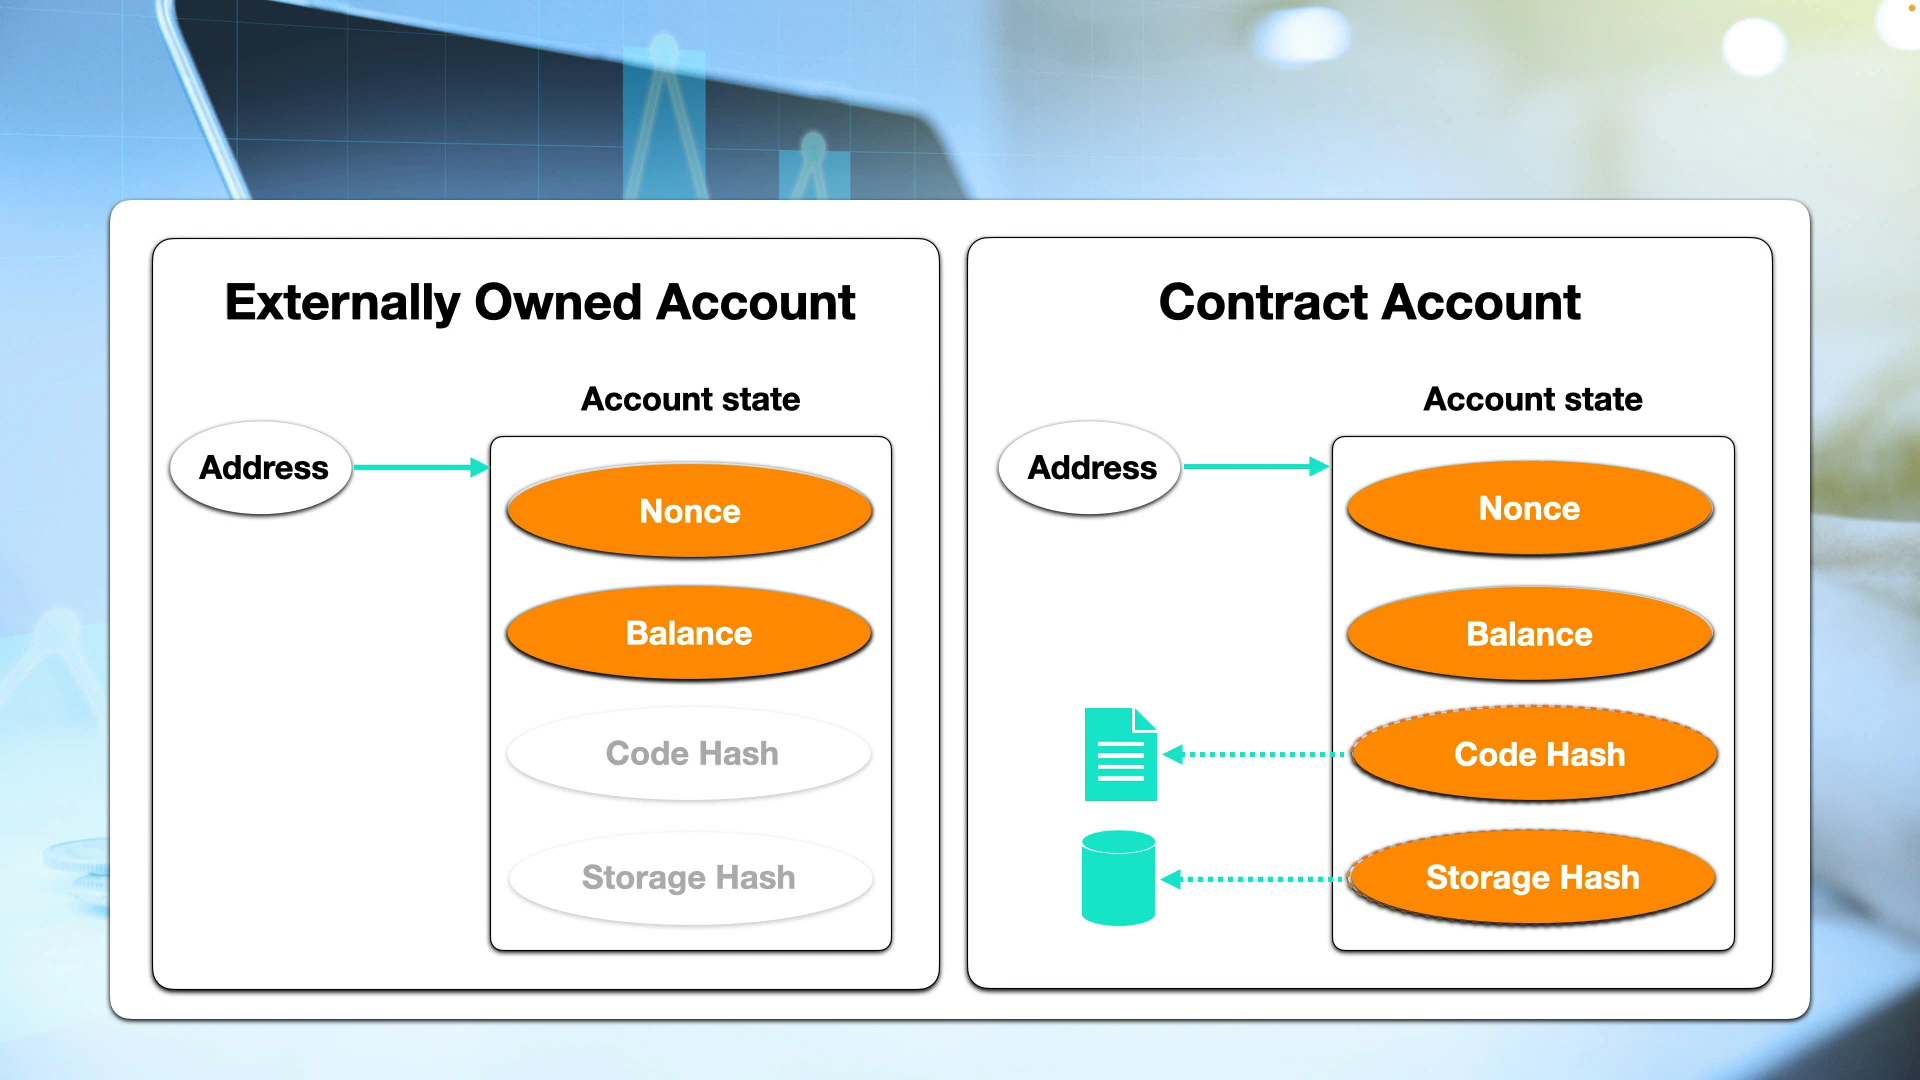 Externally Owned Account
Account state
Address
Nonce
Balance
Code Hash
Storage Hash
Contract Account
Account state
Address
Nonce
Balance
Code Hash
Storage Hash